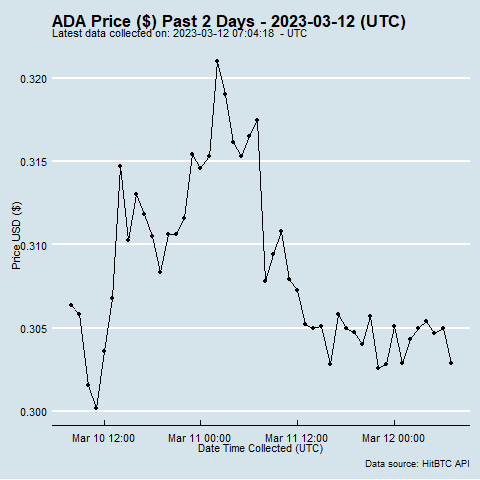 ADA Price ($) Past 2 Days - 2023-03-12 (UTC)
Latest data collected on: 2023-03-12 07:04:18  - UTC
0.320
0.315
0.310
0.305
0.300
Price USD ($)
Mar 10 12:00 Mar 11 00:00 Mar 11 12:00 Mar 12 00:00
Date Time Collected (UTC)
Data source: HitBTC API